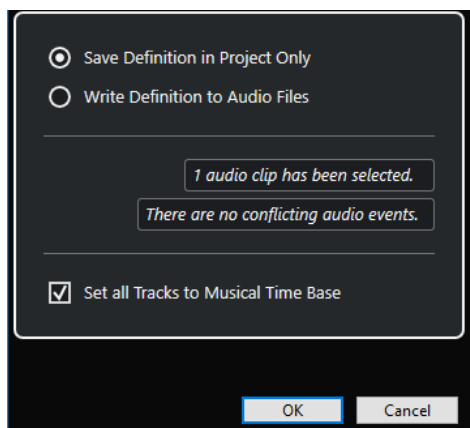 Save Definition in Project Only
Write Definition to Audio Files
1 audio clip has been selected.
There are no conflicting audio events.
Set all Tracks to Musical Time Base
OK Cancel